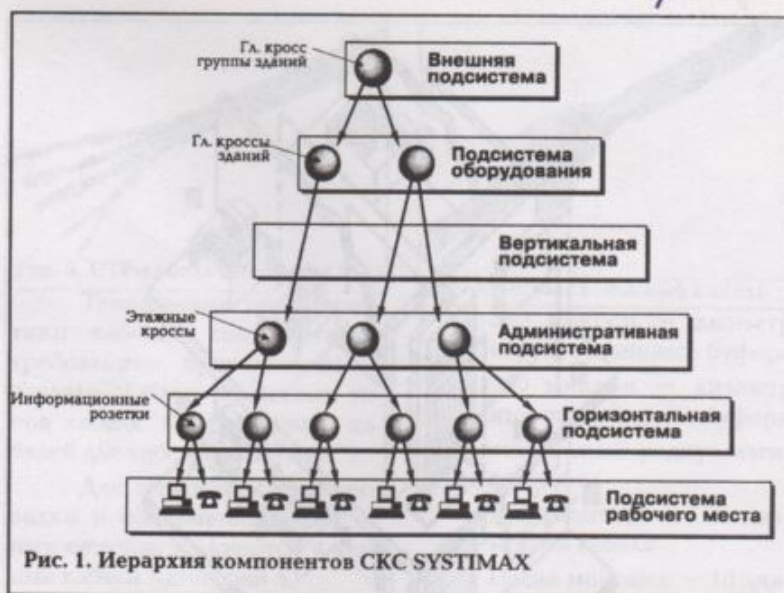 Гл. кросс
группы зданий
Внешняя
подсистема
Гл. кроссы
зданий
Подсистема
оборудования
Вертикальная
подсистема
Этажные
кроссы
Административная
подсистема
Информационные
розетки
Горизонтальная
подсистема
Подсистема
рабочего места
Рис. 1. Иерархия компонентов СКС SYSTIMAX